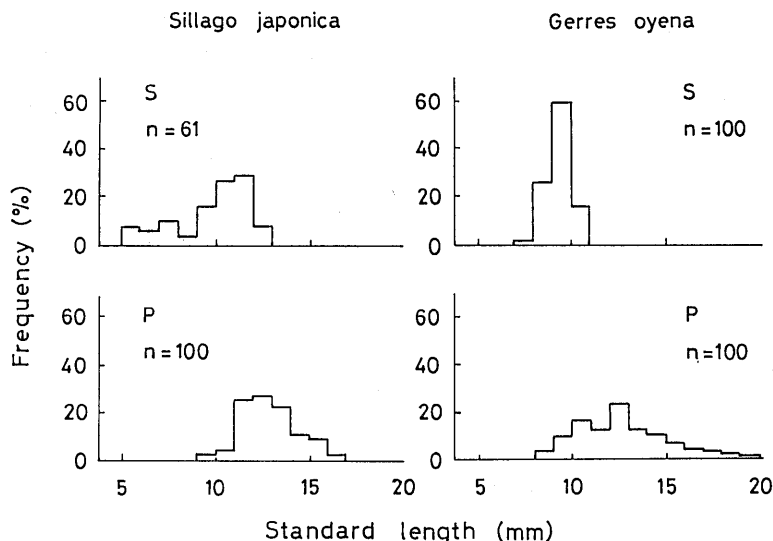 Sillago japonica
Gerres oyena
Frequency (%)
60
40
20
0
S
n=61
60
40
20
0
S
n=100
60
40
20
0
P
n=100
5
10
15
20
60
40
20
0
P
n=100
5
10
15
20
Standard length (mm)